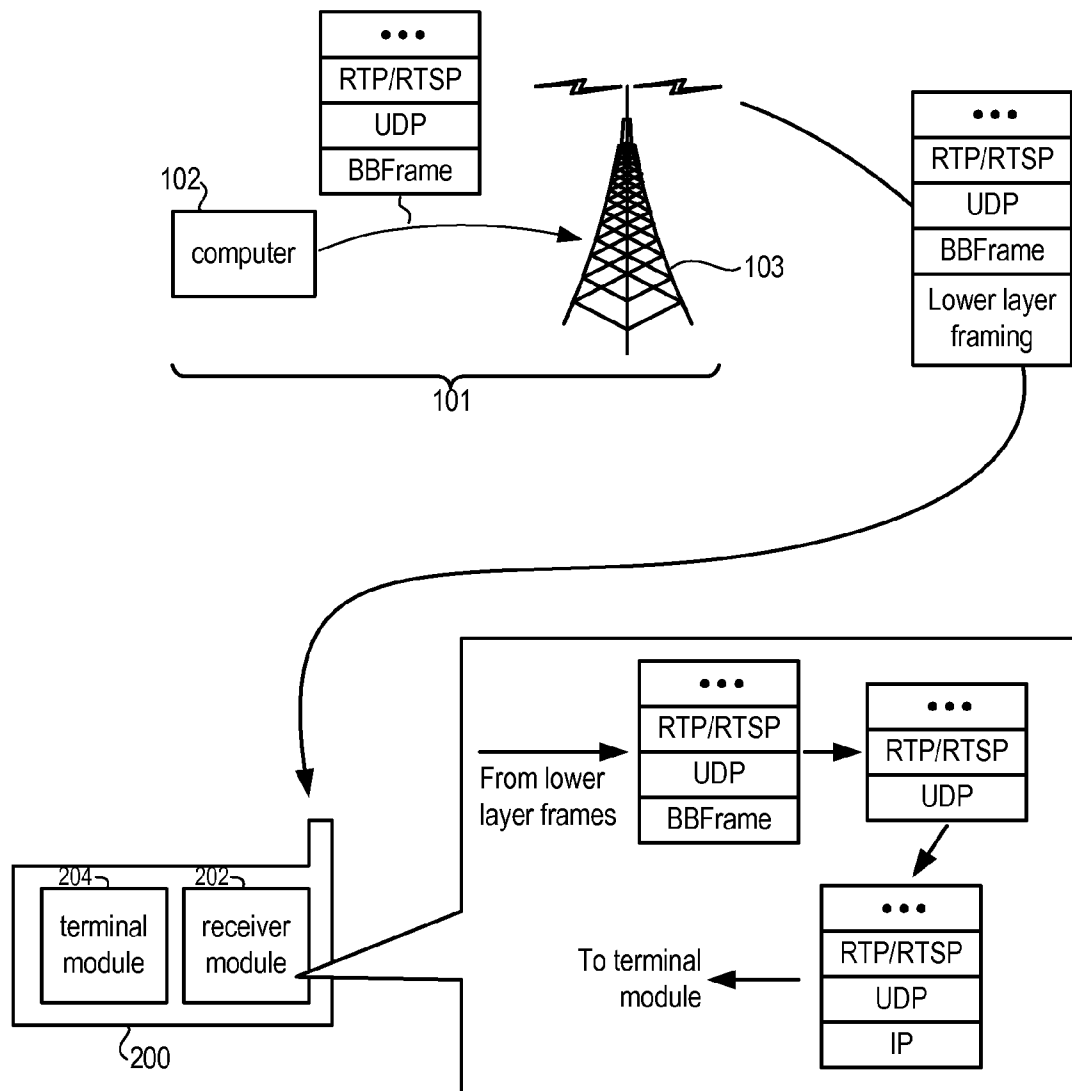 •••
RTP/RTSP
UDP
BBFrame
102
computer
103
101
•••
RTP/RTSP
UDP
BBFrame
Lower layer
framing
From lower
layer frames
•••
RTP/RTSP
UDP
BBFrame
•••
RTP/RTSP
UDP
•••
RTP/RTSP
UDP
IP
To terminal
module
204
terminal
module
202
receiver
module
200